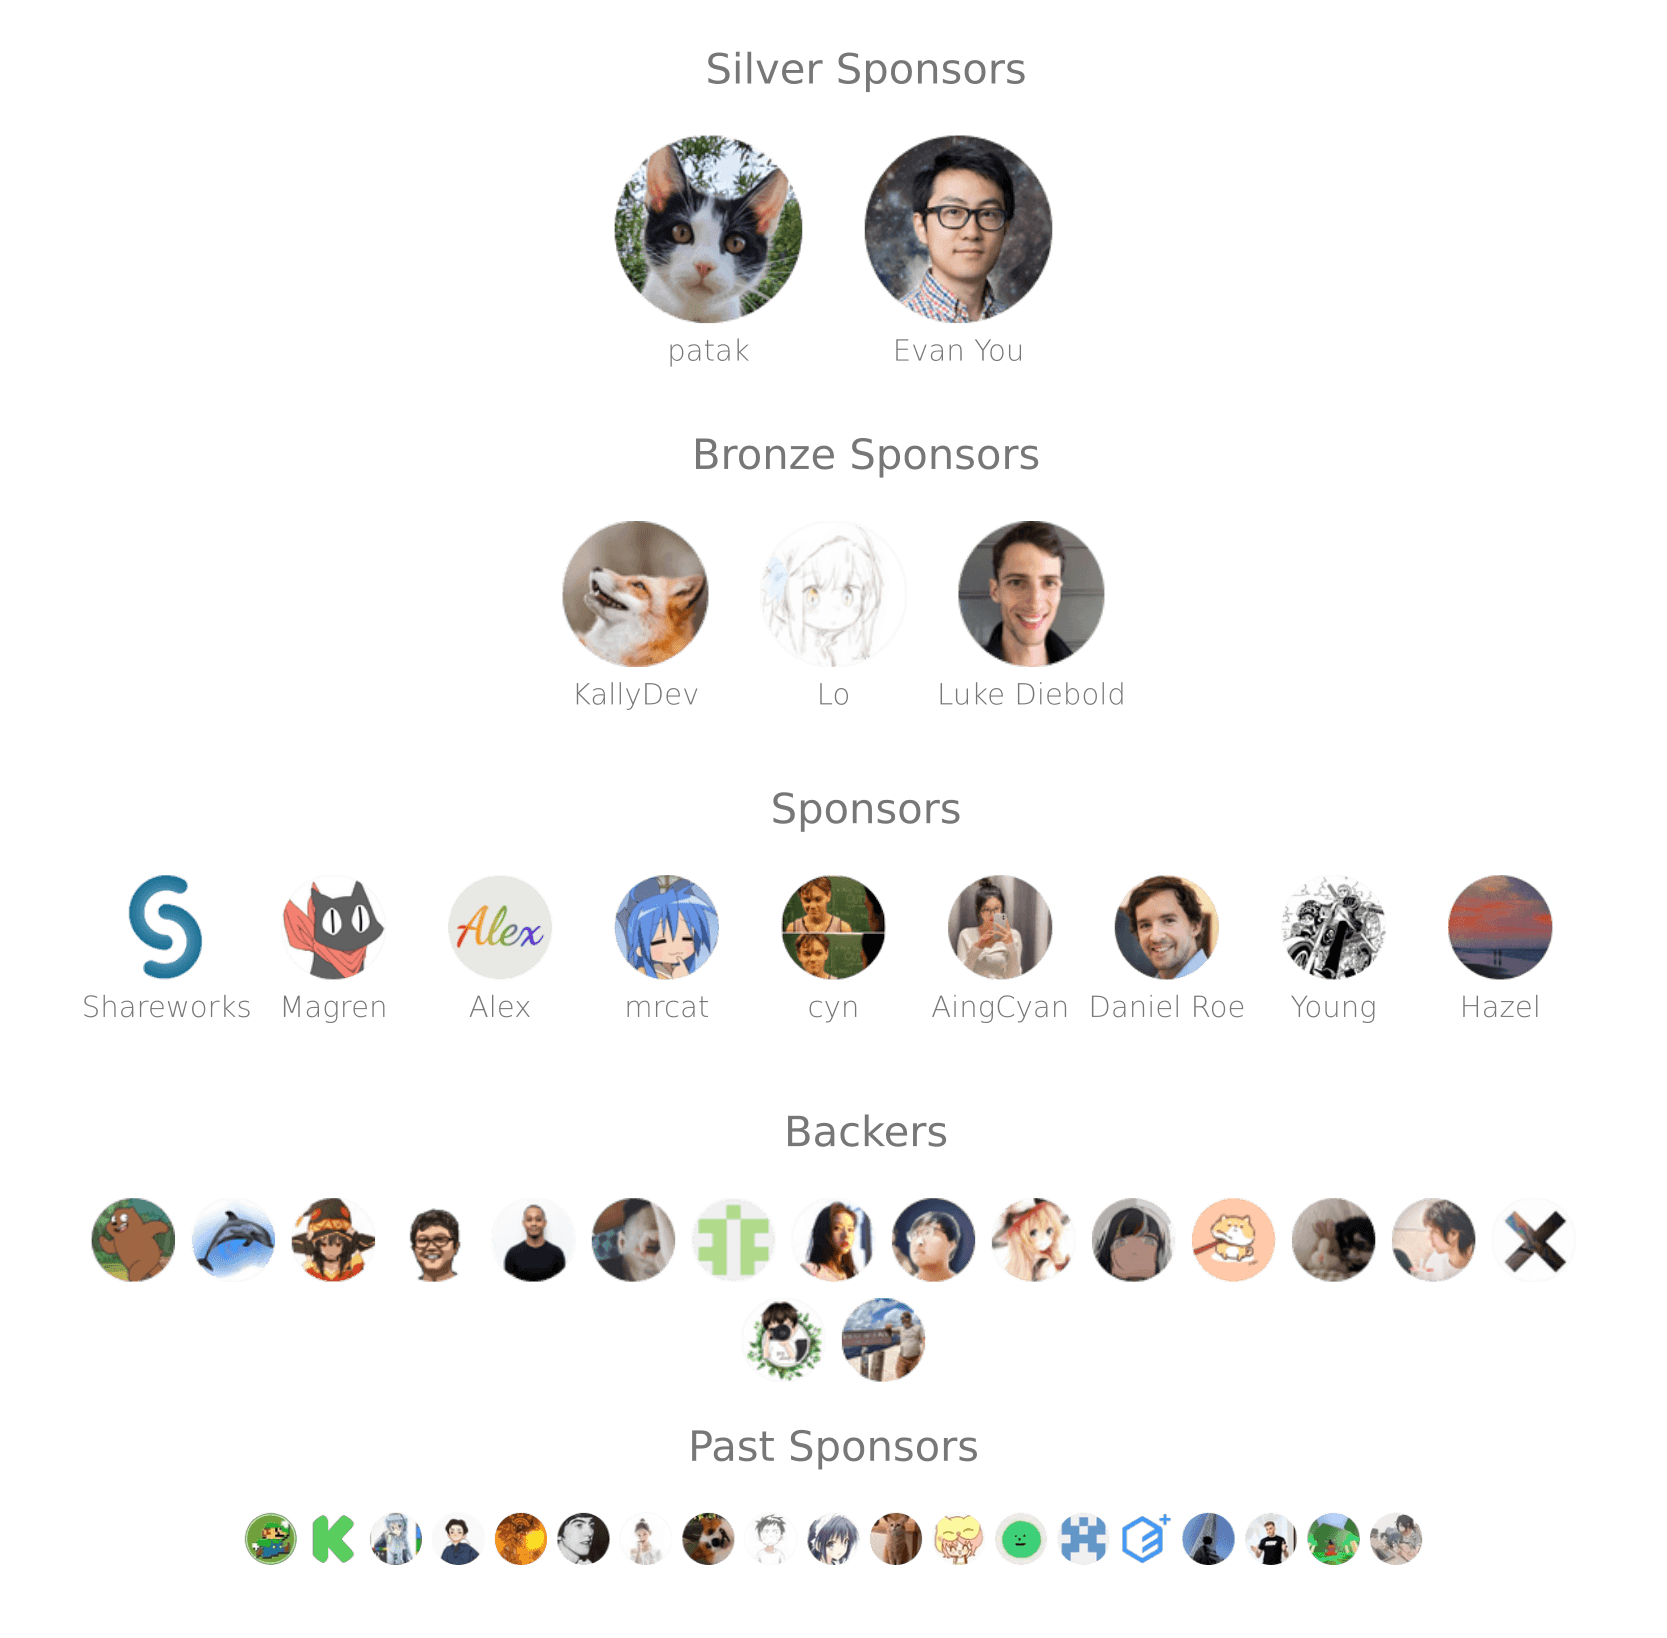 Silver Sponsors
patak Evan You
Bronze Sponsors
KallyDev Lo Luke Diebold
Sponsors
Alex
Shareworks Magren Alex mrcat cyn AingCyan Daniel Roe Young Hazel
Backers
Past Sponsors